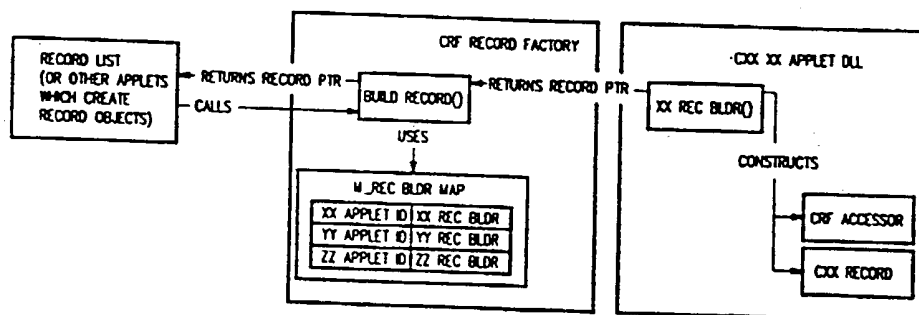 RECORD LIST
(OR OTHER APPLETS
WHICH CREATE
RECORD OBJECTS)
RETURNS RECORD PTR
CALLS
CRF RECORD FACTORY
BUILD RECORD()
USES
M_REC BLDR MAP
XX APPLET ID XX REC BLDR
YY APPLET ID YY REC BLDR
ZZ APPLET ID ZZ REC BLDR
RETURNS RECORD PTR
CXX XX APPLET DLL
XX REC BLDR()
CONSTRUCTS
CRF ACCESSOR
CXX RECORD